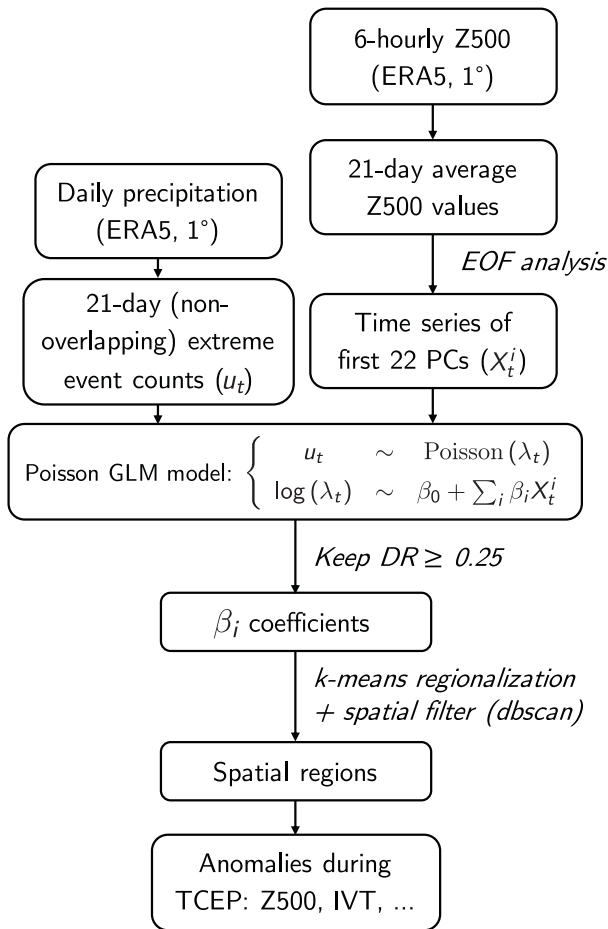 6-hourly Z500
(ERA5, 1°)
21-day average
Z500 values
Daily precipitation
(ERA5, 1°)
EOF analysis
21-day (non-
overlapping) extreme
event counts (u_t)
Time series of
first 22 PCs (X_t^i)
Poisson GLM model: { u_t ∼ Poisson (λ_t)
log (λ_t) ∼ β_0 + ∑_i β_i X_t^i
Keep DR ≥ 0.25
β_i coefficients
k-means regionalization
+ spatial filter (dbscan)
Spatial regions
Anomalies during
TCEP: Z500, IVT, ...